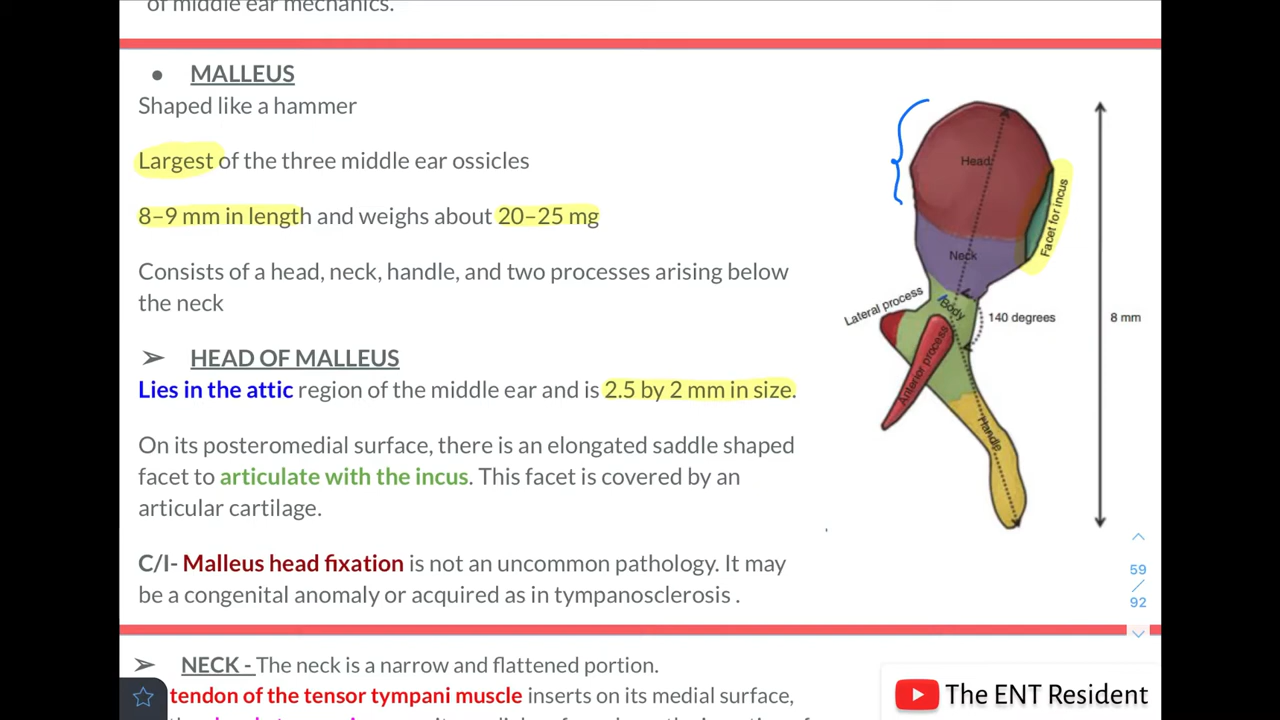 of middle ear mechanics.
● MALLEUS
Shaped like a hammer
Largest of the three middle ear ossicles
8–9 mm in length and weighs about 20–25 mg
Consists of a head, neck, handle, and two processes arising below
the neck
➢ HEAD OF MALLEUS
Lies in the attic region of the middle ear and is 2.5 by 2 mm in size.
On its posteromedial surface, there is an elongated saddle shaped
facet to articulate with the incus. This facet is covered by an
articular cartilage.
C/I- Malleus head fixation is not an uncommon pathology. It may
be a congenital anomaly or acquired as in tympanosclerosis .
➢ NECK - The neck is a narrow and flattened portion.
tendon of the tensor tympani muscle inserts on its medial surface,
Head
Facet for incus
Neck
Lateral process
Body
140 degrees
8 mm
Anterior process
Handle
59
/
92
The ENT Resident